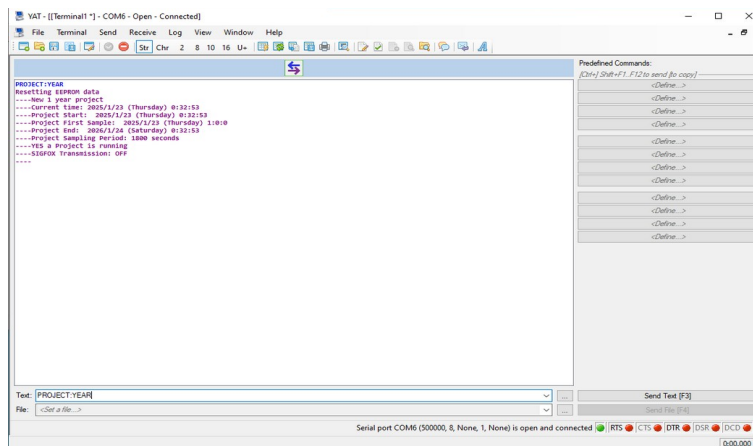 YAT - [[Terminal1 *] - COM6 - Open - Connected]
File Terminal Send Receive Log View Window Help
Str Chr 2 8 10 16 U+
Predefined Commands:
[Ctrl+] Shift+F1..F12 to send [to copy]
PROJECT:YEAR
Resetting EEPROM data
----New 1 year project
----Current time: 2025/1/23 (Thursday) 0:32:53
----Project Start:  2025/1/23 (Thursday) 0:32:53
----Project First Sample:  2025/1/23 (Thursday) 1:0:0
----Project End:  2026/1/24 (Saturday) 0:32:53
----Project Sampling Period: 1800 seconds
----YES a Project is running
----SIGFOX Transmission: OFF
----
<Define...>
<Define...>
<Define...>
<Define...>
<Define...>
<Define...>
<Define...>
<Define...>
<Define...>
<Define...>
<Define...>
<Define...>
Text: PROJECT:YEAR ... Send Text [F3]
File: <Set a file...> ... Send File [F4]
Serial port COM6 (500000, 8, None, 1, None) is open and connected RTS CTS DTR DSR DCD
0:00.000